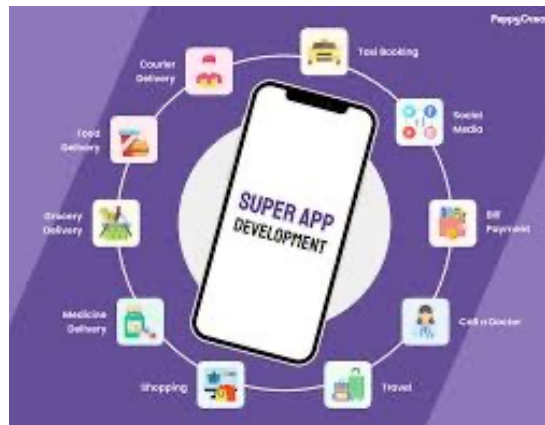 PeppyOcean
Taxi Booking
Courier
Delivery
Social
Media
Food
Delivery
SUPER APP
DEVELOPMENT
Grocery
Delivery
Bill
Payment
Medicine
Delivery
Call a Doctor
Shopping
Travel